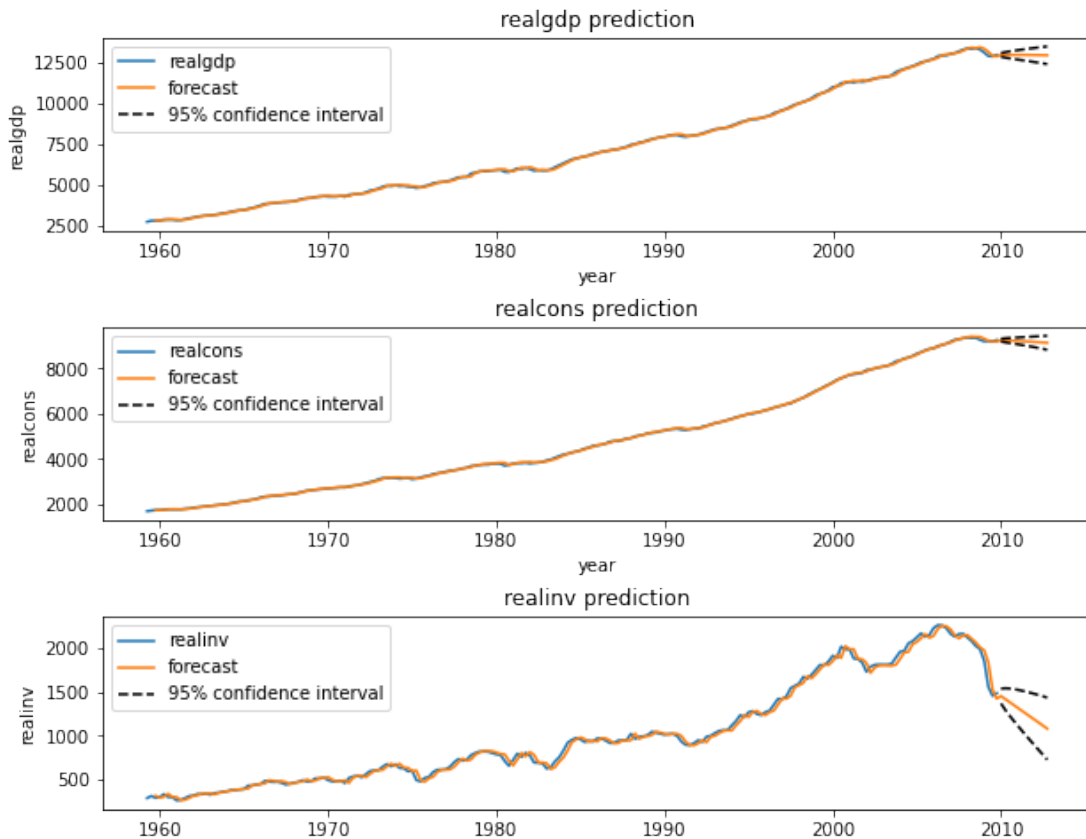 realgdp prediction
realgdp
forecast
95% confidence interval
12500
10000
7500
5000
2500
realgdp
1960 1970 1980 1990 2000 2010
year
realcons prediction
realcons
forecast
95% confidence interval
8000
6000
4000
2000
realcons
1960 1970 1980 1990 2000 2010
year
realinv prediction
realinv
forecast
95% confidence interval
2000
1500
1000
500
realinv
1960 1970 1980 1990 2000 2010